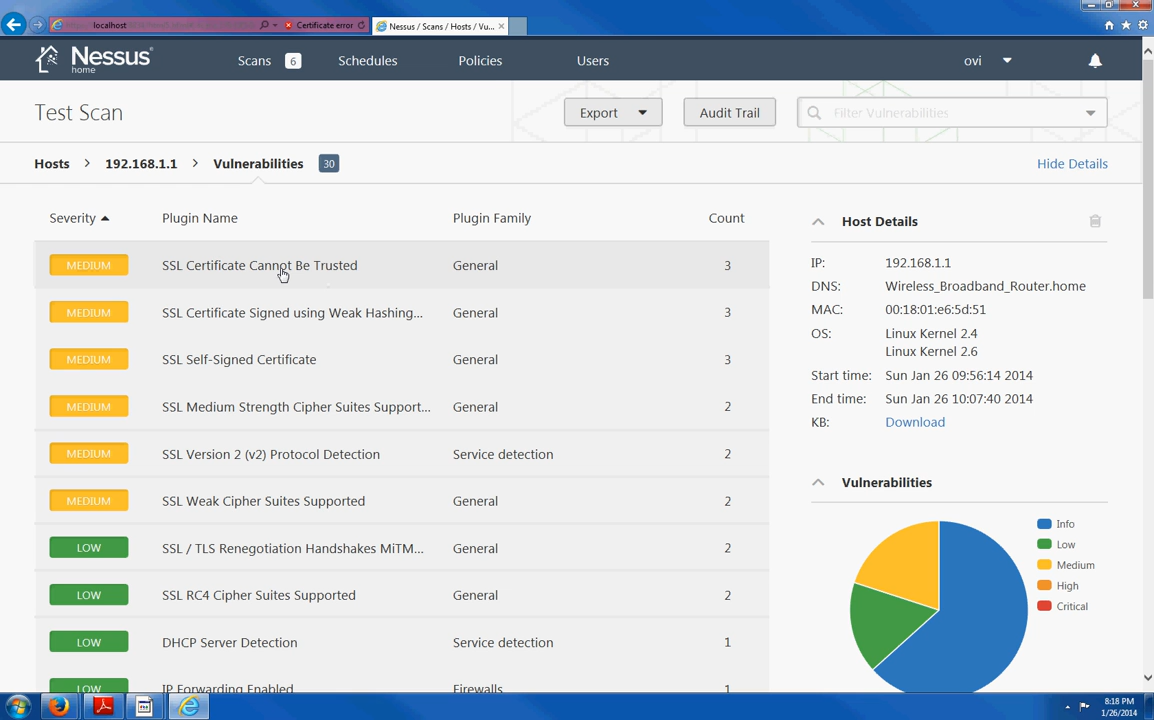 localhost
Certificate error
Nessus / Scans / Hosts / Vu...
Nessus
home
Scans 6 Schedules Policies Users ovi
Test Scan Export Audit Trail Filter Vulnerabilities
Hosts > 192.168.1.1 > Vulnerabilities 30 Hide Details
Severity Plugin Name Plugin Family Count
MEDIUM SSL Certificate Cannot Be Trusted General 3
MEDIUM SSL Certificate Signed using Weak Hashing... General 3
MEDIUM SSL Self-Signed Certificate General 3
MEDIUM SSL Medium Strength Cipher Suites Support... General 2
MEDIUM SSL Version 2 (v2) Protocol Detection Service detection 2
MEDIUM SSL Weak Cipher Suites Supported General 2
LOW SSL / TLS Renegotiation Handshakes MiTM... General 2
LOW SSL RC4 Cipher Suites Supported General 2
LOW DHCP Server Detection Service detection 1
LOW IP Forwarding Enabled Firewalls 1
Host Details
IP: 192.168.1.1
DNS: Wireless_Broadband_Router.home
MAC: 00:18:01:e6:5d:51
OS: Linux Kernel 2.4
Linux Kernel 2.6
Start time: Sun Jan 26 09:56:14 2014
End time: Sun Jan 26 10:07:40 2014
KB: Download
Vulnerabilities
Info
Low
Medium
High
Critical
8:18 PM
1/26/2014